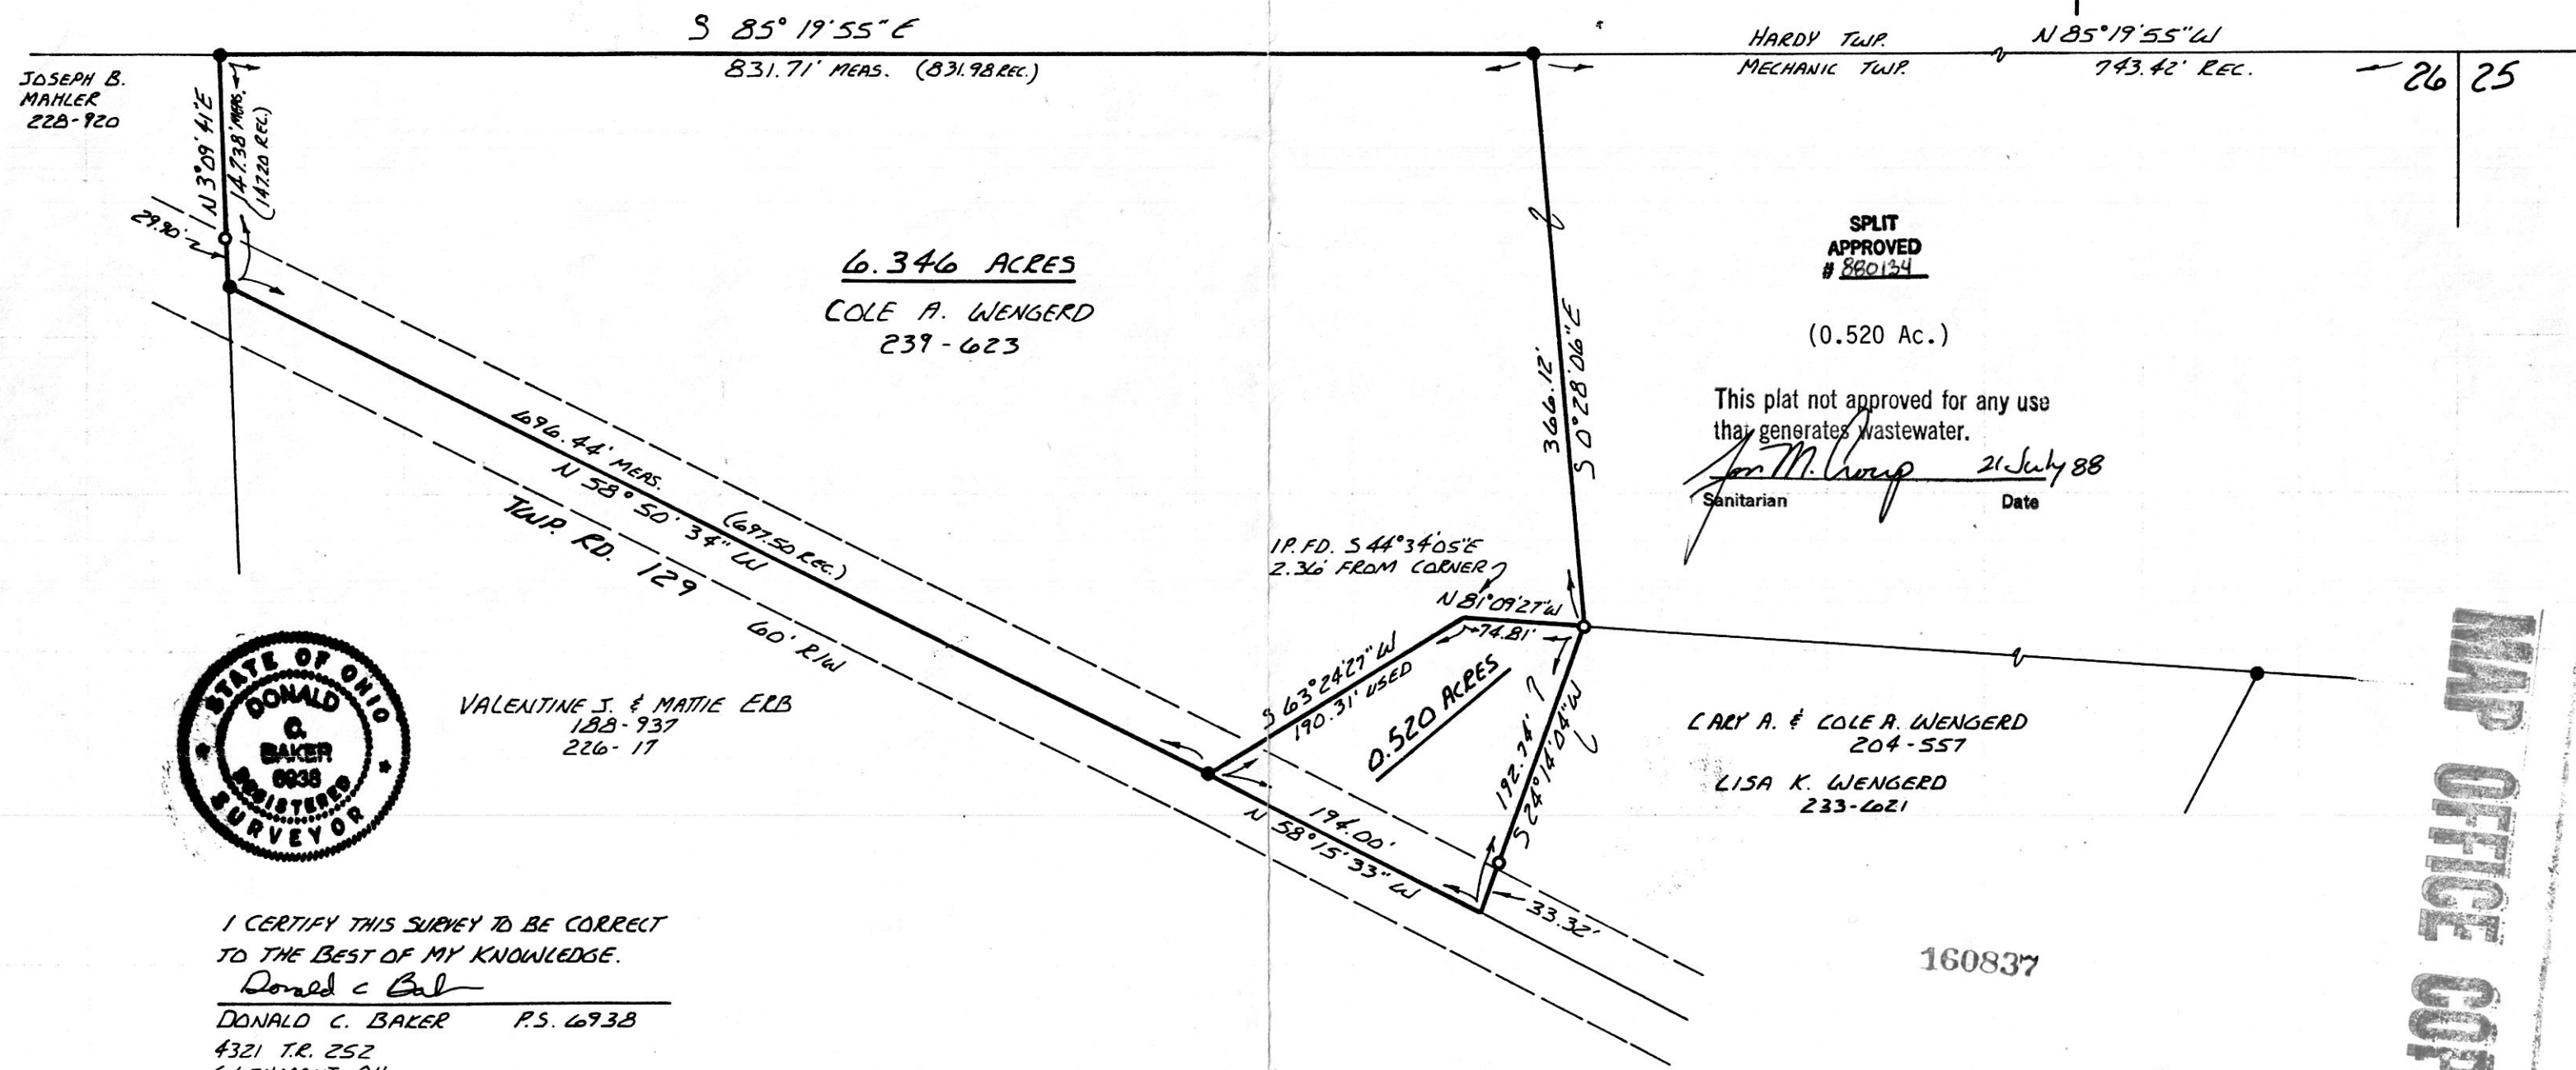 S 85° 19' 55" E
831.71' MEAS. (831.98 REC.)
HARDY TWP.
MECHANIC TWP.
N 85° 19' 55" W
743.42' REC.
26 25
JOSEPH B.
MAHLER
228-920
N 3° 09' 41" E
147.38' MEAS.
(147.20 REC.)
29.90'
6.346 ACRES
COLE A. WENGERD
239-623
366.12'
S 0° 28' 06" E
SPLIT
APPROVED
# 880134
(0.520 Ac.)
This plat not approved for any use
that generates wastewater.
21 July 88
Sanitarian Date
696.44' MEAS.
(697.50 REC.)
N 58° 50' 34" W
TWP. RD. 129
60' R/W
I.P. FD. S 44° 34' 05" E
2.36' FROM CORNER
N 81° 09' 27" W
74.81'
S 63° 24' 27" W
190.31' USED
0.520 ACRES
192.74'
S 24° 14' 04" W
194.00'
N 58° 15' 33" W
33.32'
STATE OF OHIO
DONALD
C.
BAKER
6938
REGISTERED
SURVEYOR
VALENTINE J. & MATTIE ERB
188-937
226-17
CARY A. & COLE A. WENGERD
204-557
LISA K. WENGERD
233-621
I CERTIFY THIS SURVEY TO BE CORRECT
TO THE BEST OF MY KNOWLEDGE.
Donald C Bak
DONALD C. BAKER P.S. 6938
4321 T.R. 252
160837
MAP OFFICE COP